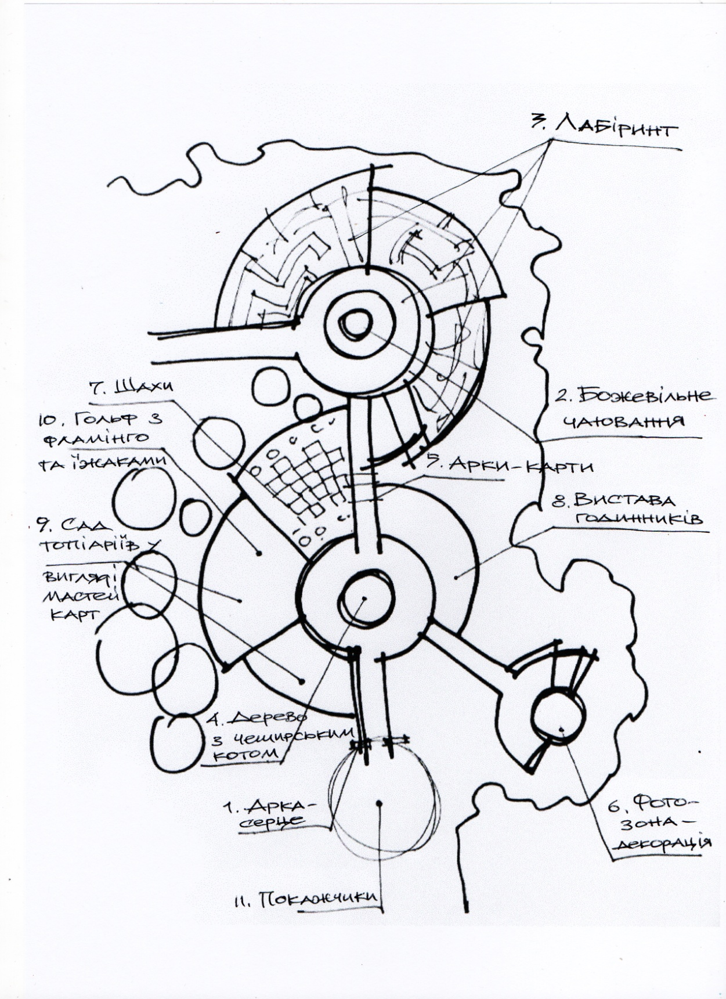 3. Лабіринт
7. Шахи
10. Гольф з
фламінго
та їжаками
2. Божевільне
чаювання
5. Арки-карти
8. Вистава
годинників
9. Сад
топіаріїв у
вигляді
мастей
карт
4. Дерево
з чеширським
котом
1. Арка-
серце
6. Фото-
зона-
декорація
11. Покажчики